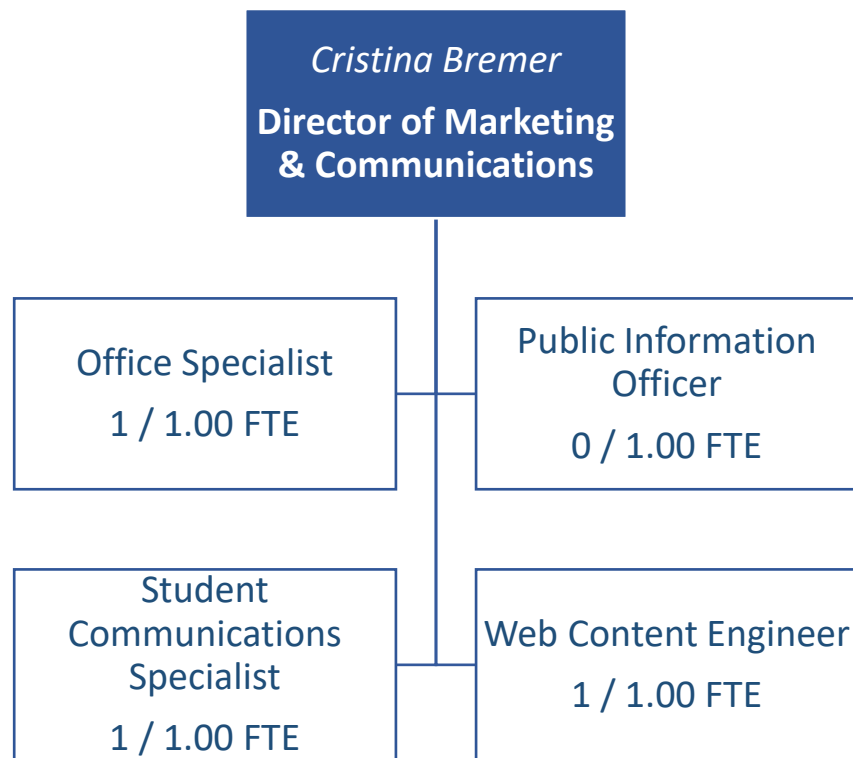 Cristina Bremer
Director of Marketing
& Communications
Office Specialist
1 / 1.00 FTE
Public Information
Officer
0 / 1.00 FTE
Student
Communications
Specialist
1 / 1.00 FTE
Web Content Engineer
1 / 1.00 FTE